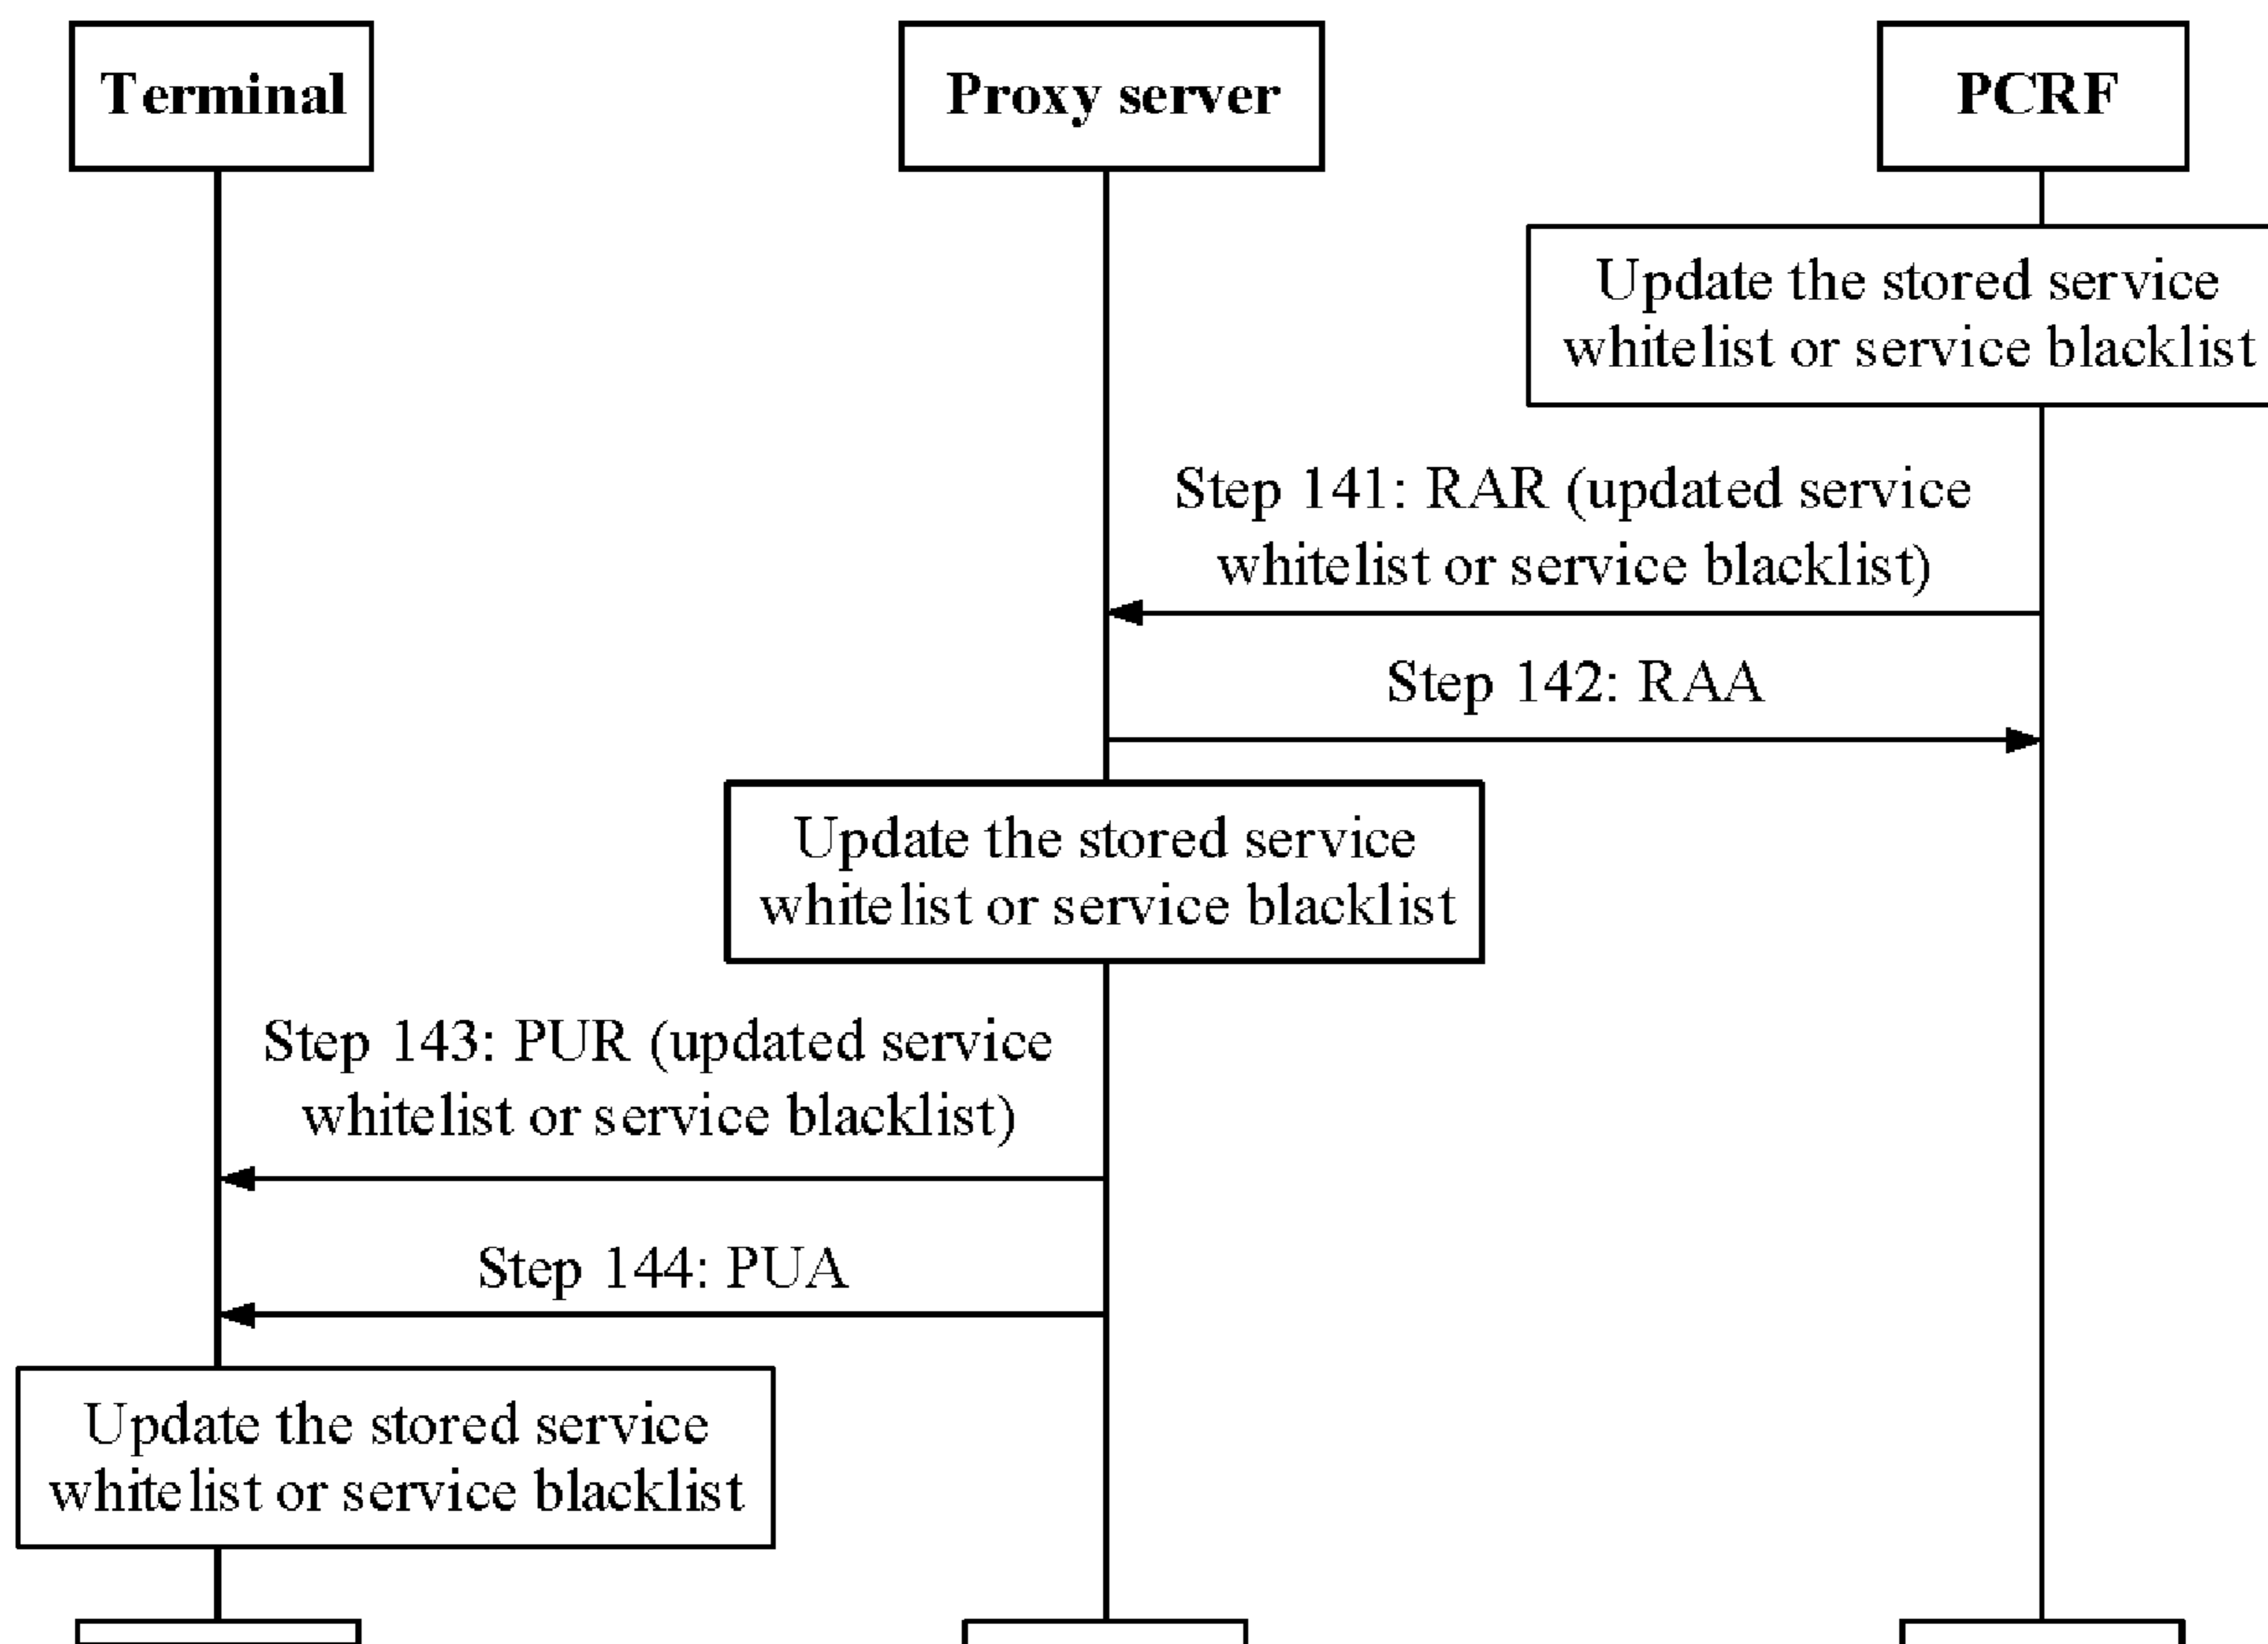 Terminal
Proxy server
PCRF
Update the stored service
whitelist or service blacklist
Step 141: RAR (updated service
whitelist or service blacklist)
Step 142: RAA
Update the stored service
whitelist or service blacklist
Step 143: PUR (updated service
whitelist or service blacklist)
Step 144: PUA
Update the stored service
whitelist or service blacklist